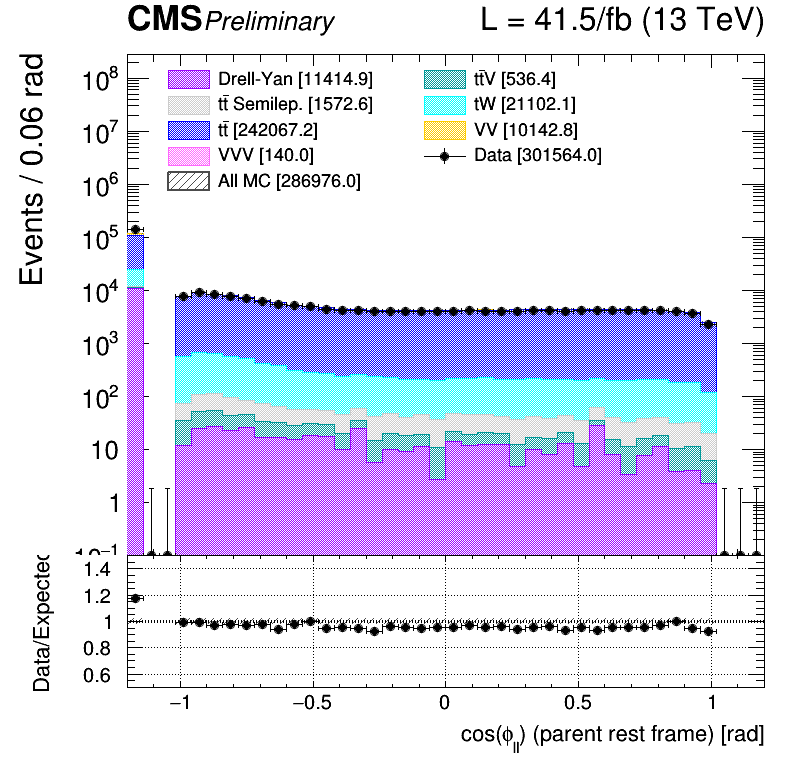 CMS Preliminary L = 41.5/fb (13 TeV)
Events / 0.06 rad
Drell-Yan [11414.9]
tt̄ Semilep. [1572.6]
tt̄ [242067.2]
VVV [140.0]
All MC [286976.0]
tt̄V [536.4]
tW [21102.1]
VV [10142.8]
Data [301564.0]
10⁸
10⁷
10⁶
10⁵
10⁴
10³
10²
10
1
10⁻¹
Data/Expected
1.4
1.2
1
0.8
0.6
−1 −0.5 0 0.5 1
cos(ϕ_ll) (parent rest frame) [rad]